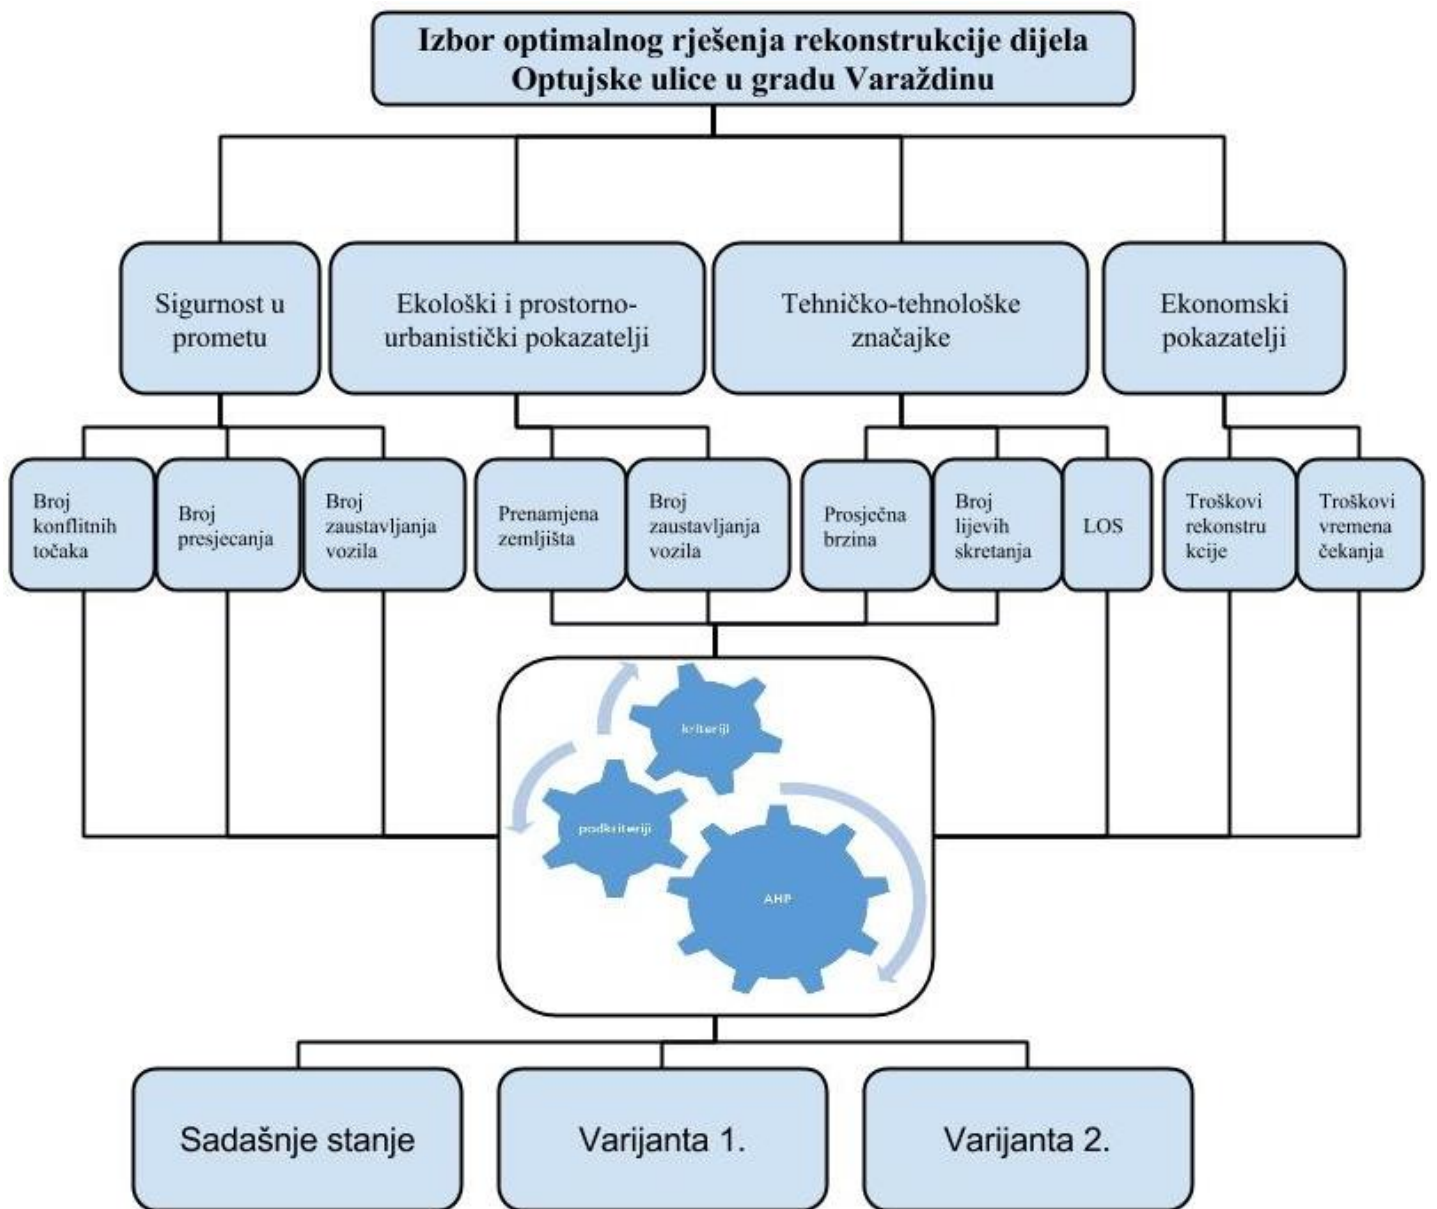 Izbor optimalnog rješenja rekonstrukcije dijela
Optujske ulice u gradu Varaždinu
Sigurnost u
prometu
Ekološki i prostorno-
urbanistički pokazatelji
Tehničko-tehnološke
značajke
Ekonomski
pokazatelji
Broj
konflitnih
točaka
Broj
presjecanja
Broj
zaustavljanja
vozila
Prenamjena
zemljišta
Broj
zaustavljanja
vozila
Prosječna
brzina
Broj
lijevih
skretanja
LOS
Troškovi
rekonstru
kcije
Troškovi
vremena
čekanja
kriteriji
podkriteriji
AHP
Sadašnje stanje
Varijanta 1.
Varijanta 2.